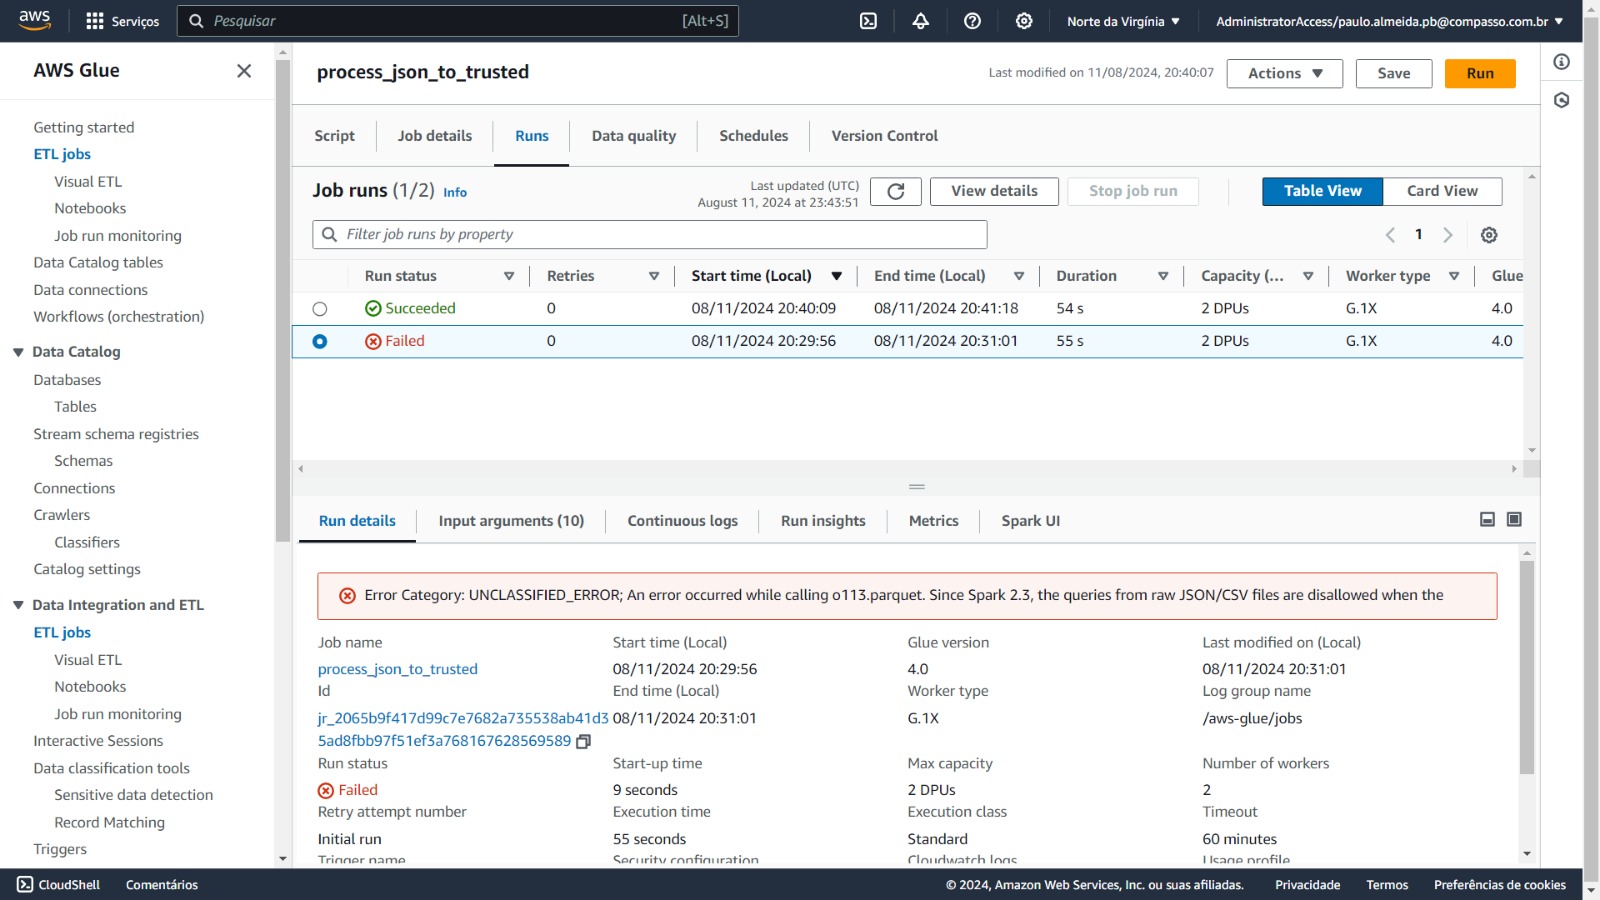 aws
Serviços
Pesquisar
[Alt+S]
Norte da Virgínia
AdministratorAccess/paulo.almeida.pb@compasso.com.br
AWS Glue
Getting started
ETL jobs
Visual ETL
Notebooks
Job run monitoring
Data Catalog tables
Data connections
Workflows (orchestration)
Data Catalog
Databases
Tables
Stream schema registries
Schemas
Connections
Crawlers
Classifiers
Catalog settings
Data Integration and ETL
ETL jobs
Visual ETL
Notebooks
Job run monitoring
Interactive Sessions
Data classification tools
Sensitive data detection
Record Matching
Triggers
process_json_to_trusted
Last modified on 11/08/2024, 20:40:07
Actions
Save
Run
Script
Job details
Runs
Data quality
Schedules
Version Control
Job runs (1/2) Info
Last updated (UTC)
August 11, 2024 at 23:43:51
View details
Stop job run
Table View
Card View
Filter job runs by property
1
Run status Retries Start time (Local) End time (Local) Duration Capacity (... Worker type Glue
Succeeded 0 08/11/2024 20:40:09 08/11/2024 20:41:18 54 s 2 DPUs G.1X 4.0
Failed 0 08/11/2024 20:29:56 08/11/2024 20:31:01 55 s 2 DPUs G.1X 4.0
Run details
Input arguments (10)
Continuous logs
Run insights
Metrics
Spark UI
Error Category: UNCLASSIFIED_ERROR; An error occurred while calling o113.parquet. Since Spark 2.3, the queries from raw JSON/CSV files are disallowed when the
Job name Start time (Local) Glue version Last modified on (Local)
process_json_to_trusted 08/11/2024 20:29:56 4.0 08/11/2024 20:31:01
Id End time (Local) Worker type Log group name
jr_2065b9f417d99c7e7682a735538ab41d3 08/11/2024 20:31:01 G.1X /aws-glue/jobs
5ad8fbb97f51ef3a768167628569589
Run status Start-up time Max capacity Number of workers
Failed 9 seconds 2 DPUs 2
Retry attempt number Execution time Execution class Timeout
Initial run 55 seconds Standard 60 minutes
Trigger name Security configuration Cloudwatch logs Usage profile
CloudShell
Comentários
© 2024, Amazon Web Services, Inc. ou suas afiliadas.
Privacidade
Termos
Preferências de cookies